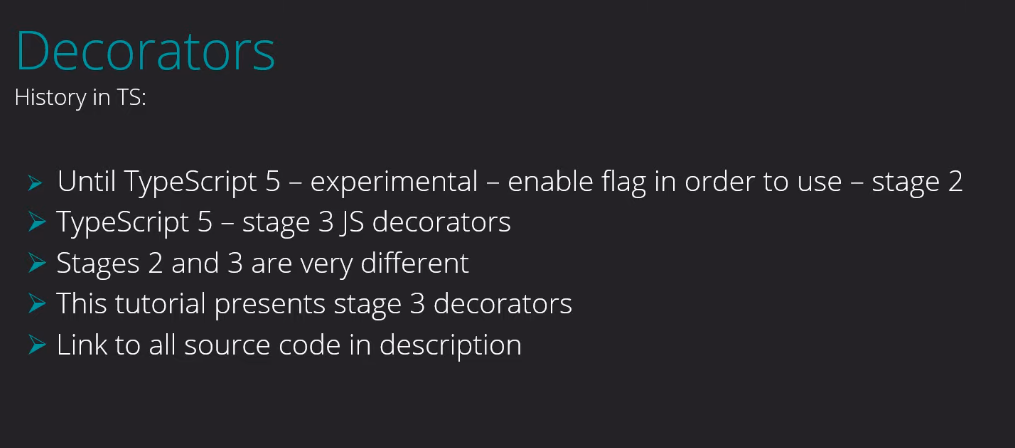 Decorators
History in TS:
Until TypeScript 5 – experimental – enable flag in order to use – stage 2
TypeScript 5 – stage 3 JS decorators
Stages 2 and 3 are very different
This tutorial presents stage 3 decorators
Link to all source code in description